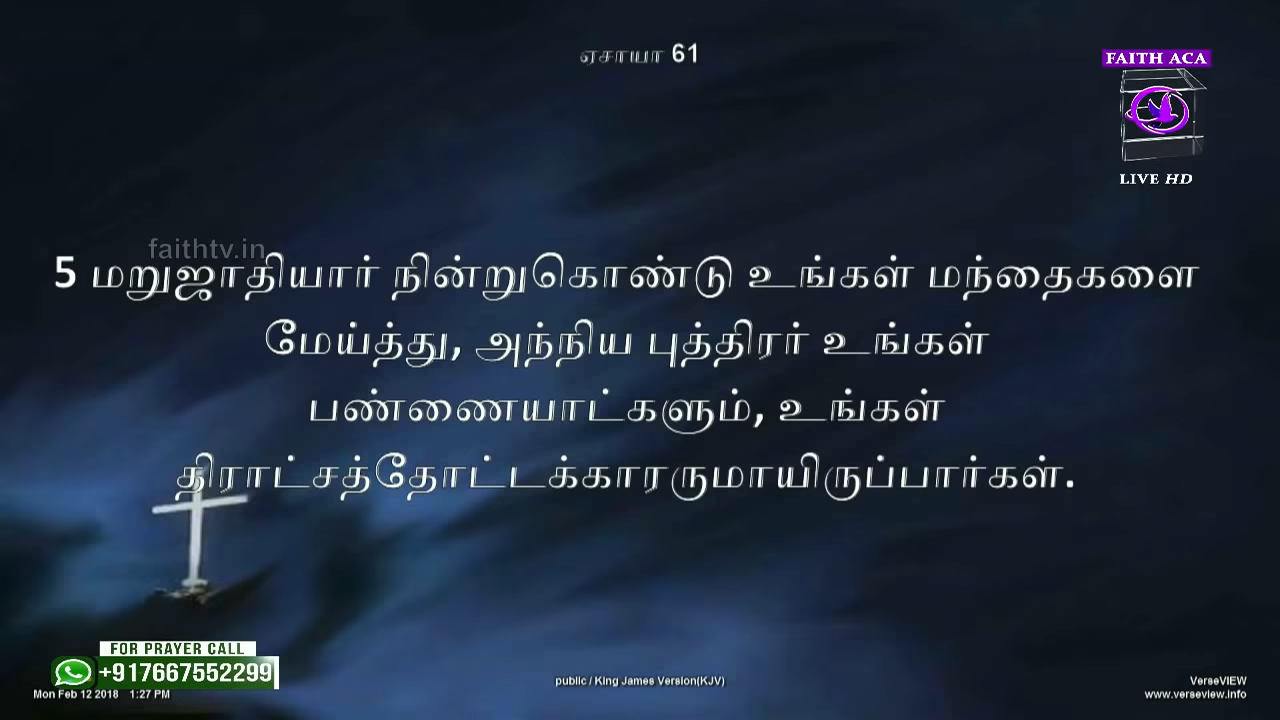 ஏசாயா 61
FAITH ACA
LIVE HD
faithtv.in
5 மறுஜாதியார் நின்றுகொண்டு உங்கள் மந்தைகளை
மேய்த்து, அந்நிய புத்திரர் உங்கள்
பண்ணையாட்களும், உங்கள்
திராட்சத்தோட்டக்காரருமாயிருப்பார்கள்.
FOR PRAYER CALL
+917667552299
Mon Feb 12 2018 1:27 PM
public / King James Version(KJV)
VerseVIEW
www.verseview.info